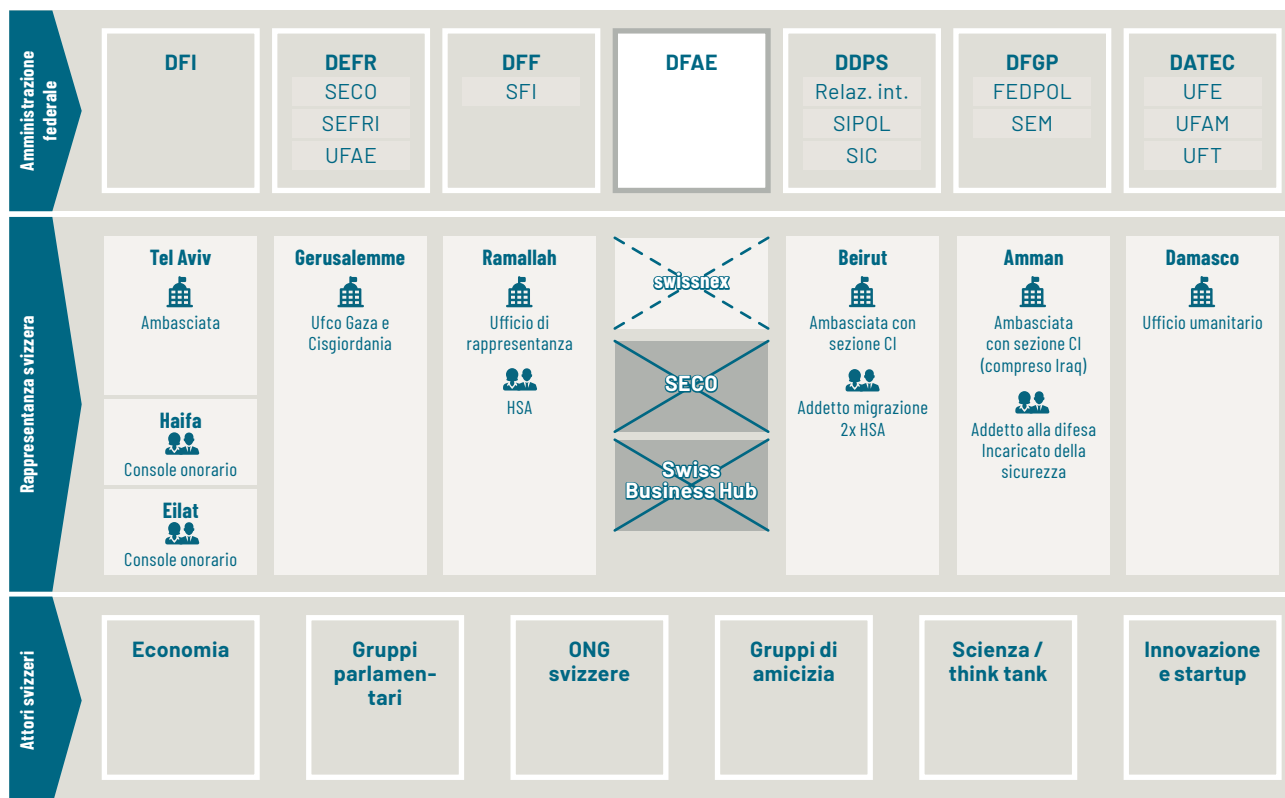 Amministrazione
federale
DFI
DEFR
SECO
SEFRI
UFAE
DFF
SFI
DFAE
DDPS
Relaz. int.
SIPOL
SIC
DFGP
FEDPOL
SEM
DATEC
UFE
UFAM
UFT
Rappresentanza svizzera
Tel Aviv
Ambasciata
Haifa
Console onorario
Eilat
Console onorario
Gerusalemme
Ufco Gaza e
Cisgiordania
Ramallah
Ufficio di
rappresentanza
HSA
swissnex
SECO
Swiss
Business Hub
Beirut
Ambasciata con
sezione CI
Addetto migrazione
2x HSA
Amman
Ambasciata
con sezione CI
(compreso Iraq)
Addetto alla difesa
Incaricato della
sicurezza
Damasco
Ufficio umanitario
Attori svizzeri
Economia
Gruppi
parlamen-
tari
ONG
svizzere
Gruppi di
amicizia
Scienza /
think tank
Innovazione
e startup